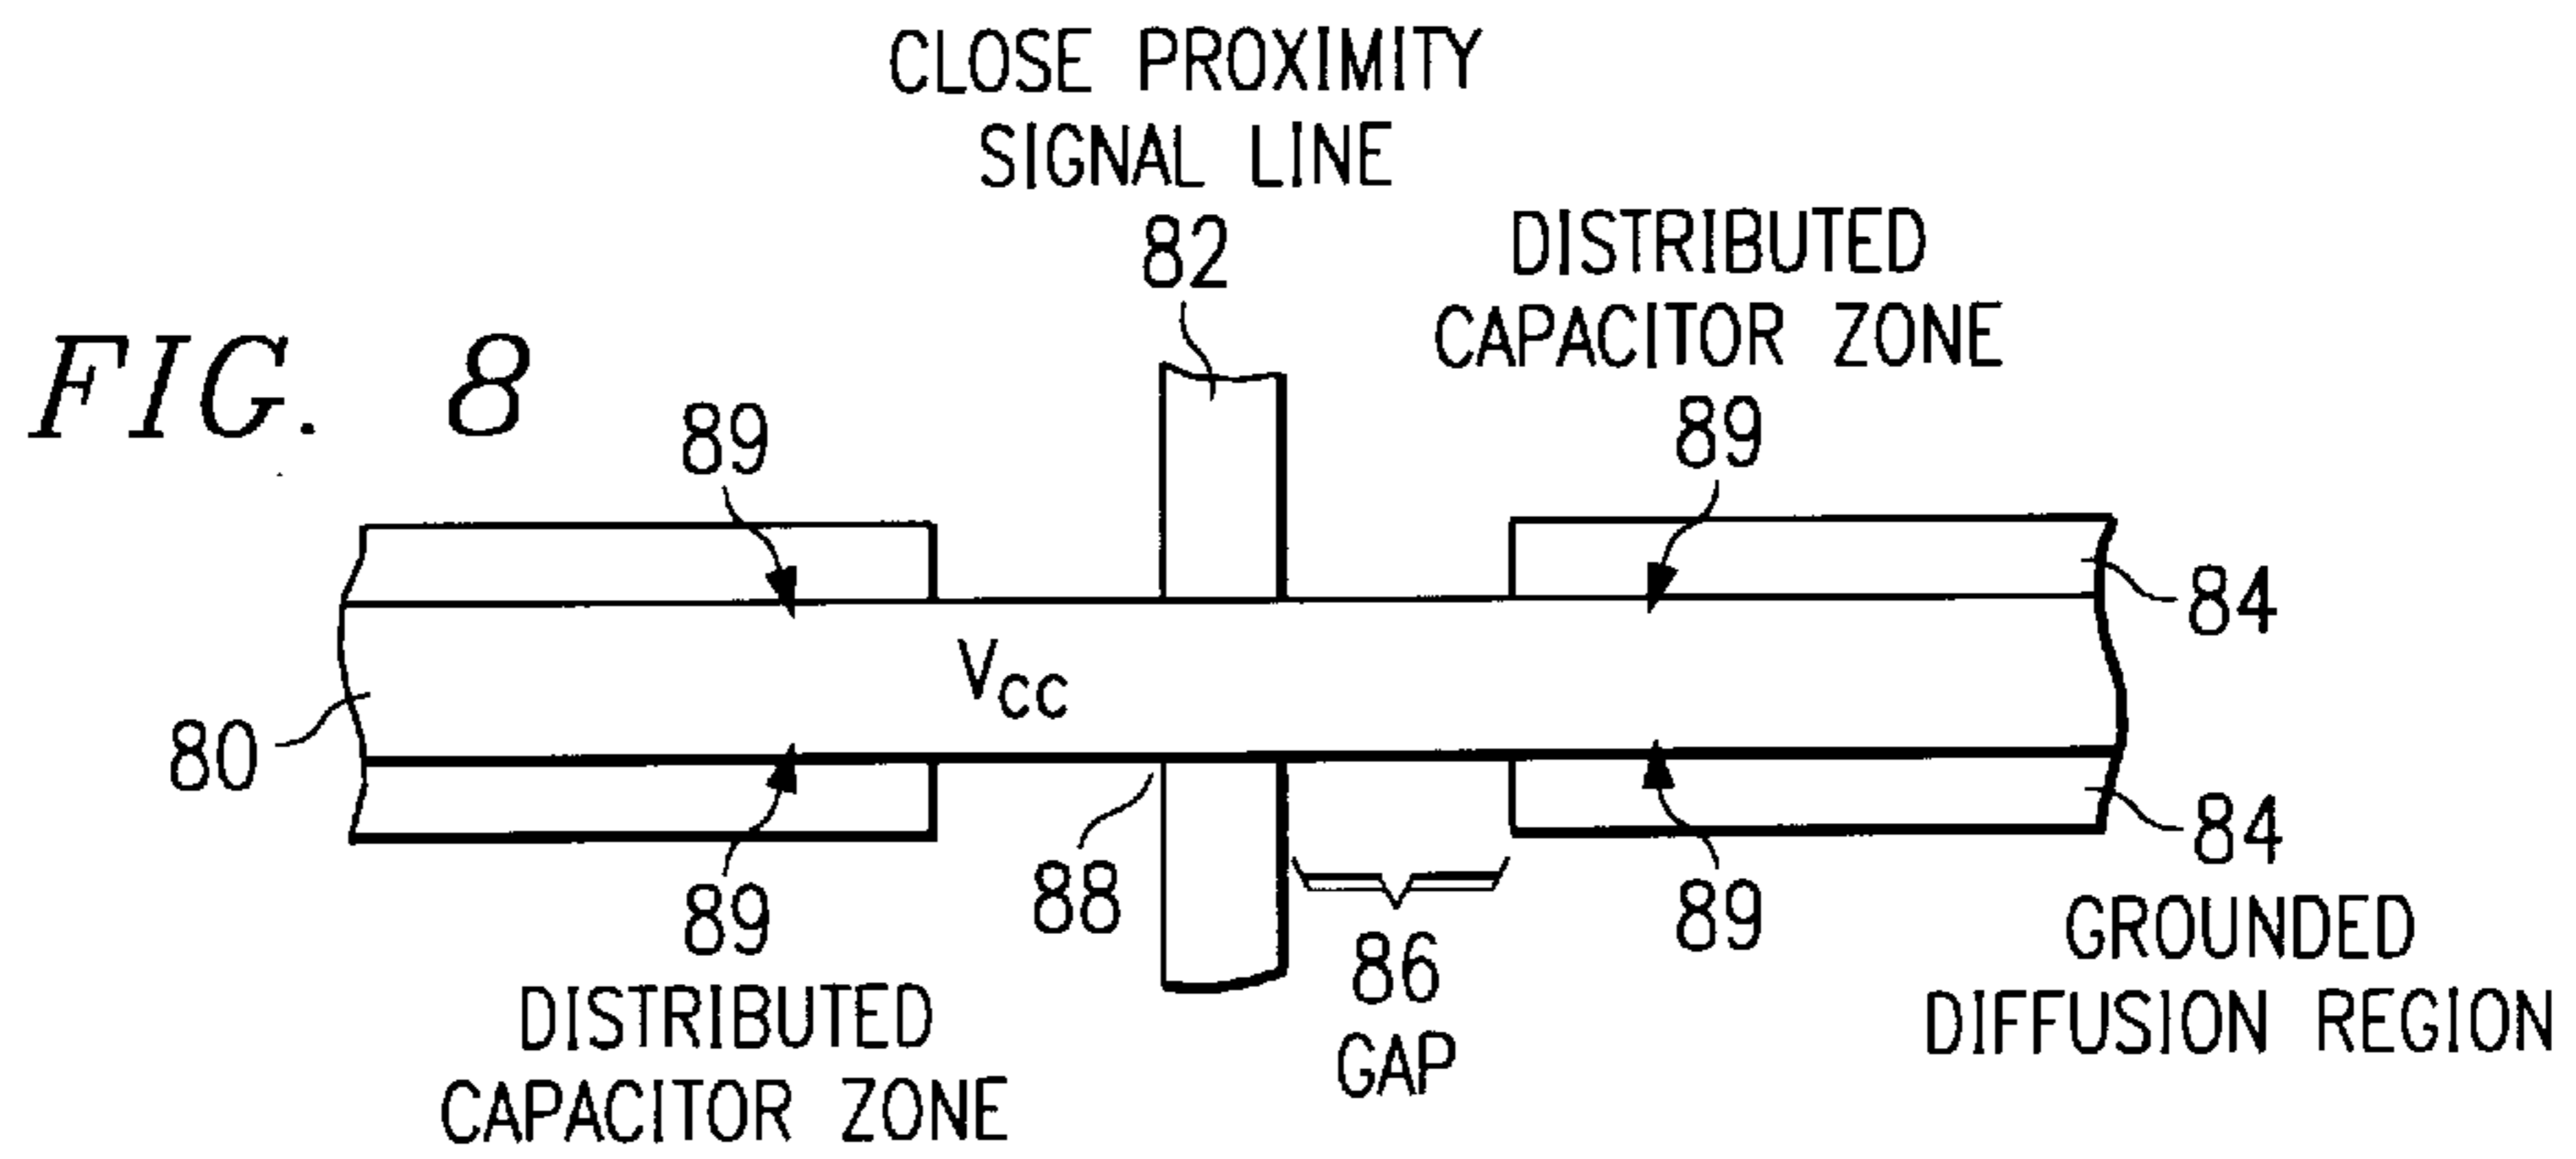 CLOSE PROXIMITY
SIGNAL LINE
82
DISTRIBUTED
CAPACITOR ZONE
89
FIG. 8
89
84
V_CC
80
84
88
89
DISTRIBUTED
CAPACITOR ZONE
86
GAP
89
GROUNDED
DIFFUSION REGION